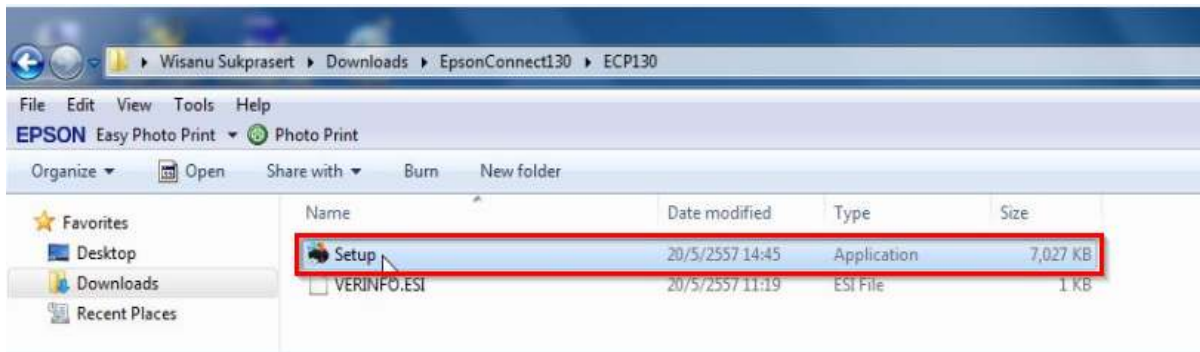 Wisanu Sukprasert ▸ Downloads ▸ EpsonConnect130 ▸ ECP130
File Edit View Tools Help
EPSON Easy Photo Print Photo Print
Organize Open Share with Burn New folder
Favorites
Desktop
Downloads
Recent Places
Name Date modified Type Size
Setup 20/5/2557 14:45 Application 7,027 KB
VERINFO.ESI 20/5/2557 11:19 ESI File 1 KB